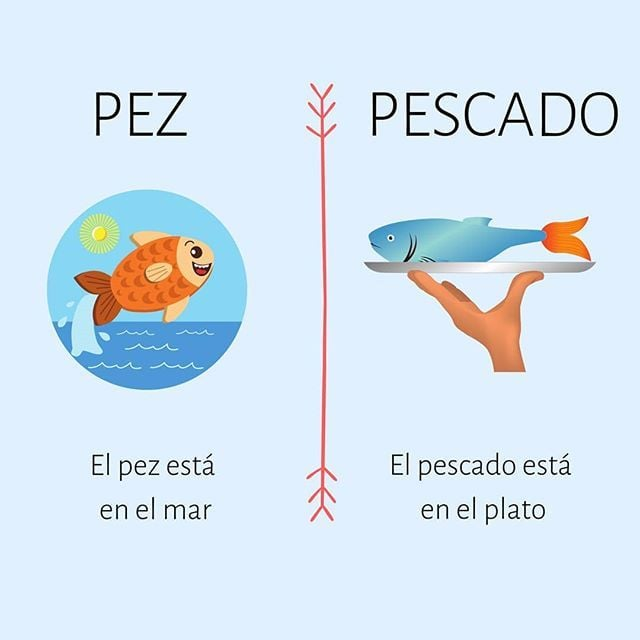 PEZ
PESCADO
El pez está
en el mar
El pescado está
en el plato